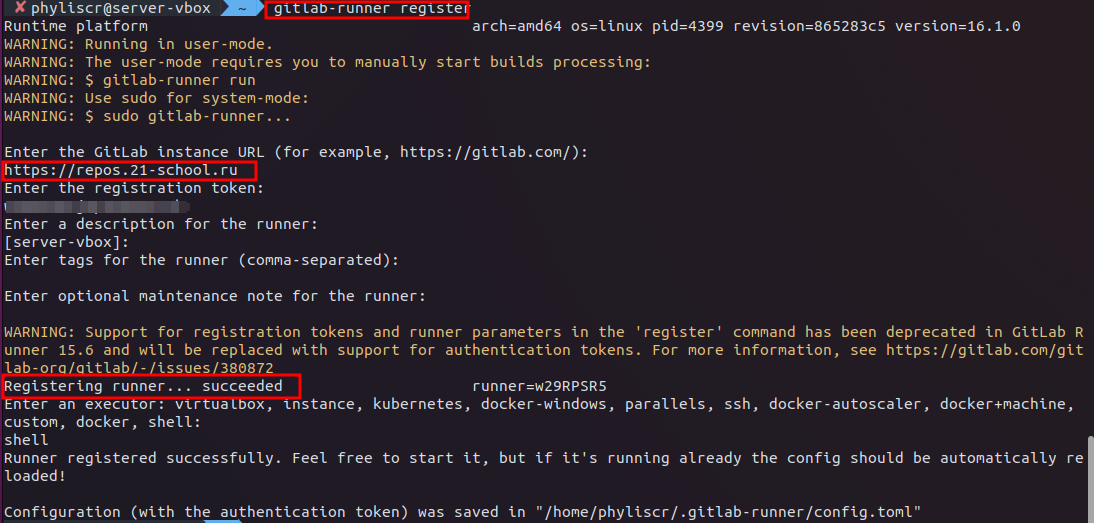 ✘ phyliscr@server-vbox ~ gitlab-runner register
Runtime platform arch=amd64 os=linux pid=4399 revision=865283c5 version=16.1.0
WARNING: Running in user-mode.
WARNING: The user-mode requires you to manually start builds processing:
WARNING: $ gitlab-runner run
WARNING: Use sudo for system-mode:
WARNING: $ sudo gitlab-runner...
Enter the GitLab instance URL (for example, https://gitlab.com/):
https://repos.21-school.ru
Enter the registration token:
Enter a description for the runner:
[server-vbox]:
Enter tags for the runner (comma-separated):
Enter optional maintenance note for the runner:
WARNING: Support for registration tokens and runner parameters in the 'register' command has been deprecated in GitLab R
unner 15.6 and will be replaced with support for authentication tokens. For more information, see https://gitlab.com/git
lab-org/gitlab/-/issues/380872
Registering runner... succeeded runner=w29RPSR5
Enter an executor: virtualbox, instance, kubernetes, docker-windows, parallels, ssh, docker-autoscaler, docker+machine,
custom, docker, shell:
shell
Runner registered successfully. Feel free to start it, but if it's running already the config should be automatically re
loaded!
Configuration (with the authentication token) was saved in "/home/phyliscr/.gitlab-runner/config.toml"